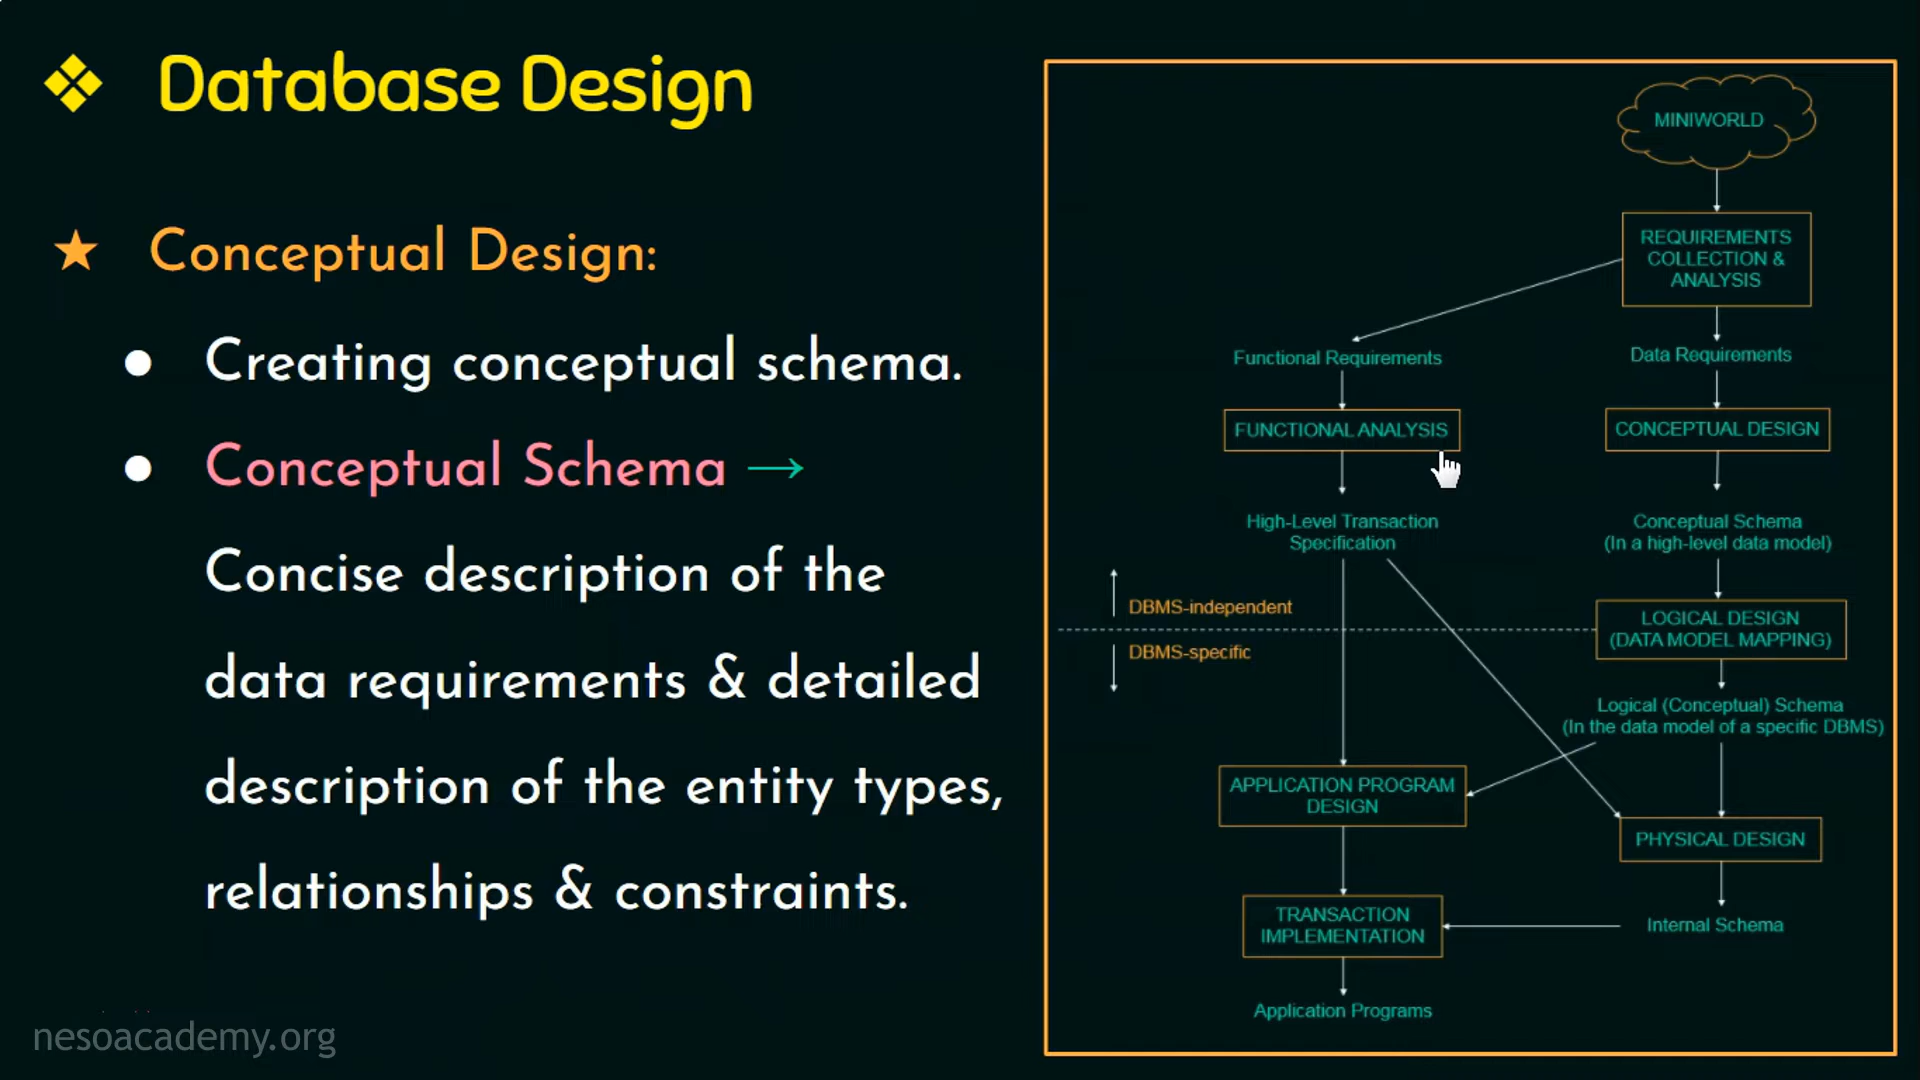 Database Design
Conceptual Design:
Creating conceptual schema.
Conceptual Schema →
Concise description of the
data requirements & detailed
description of the entity types,
relationships & constraints.
nesoacademy.org
MINIWORLD
REQUIREMENTS
COLLECTION &
ANALYSIS
Functional Requirements
Data Requirements
FUNCTIONAL ANALYSIS
CONCEPTUAL DESIGN
High-Level Transaction
Specification
Conceptual Schema
(In a high-level data model)
DBMS-independent
DBMS-specific
LOGICAL DESIGN
(DATA MODEL MAPPING)
Logical (Conceptual) Schema
(In the data model of a specific DBMS)
APPLICATION PROGRAM
DESIGN
PHYSICAL DESIGN
TRANSACTION
IMPLEMENTATION
Internal Schema
Application Programs